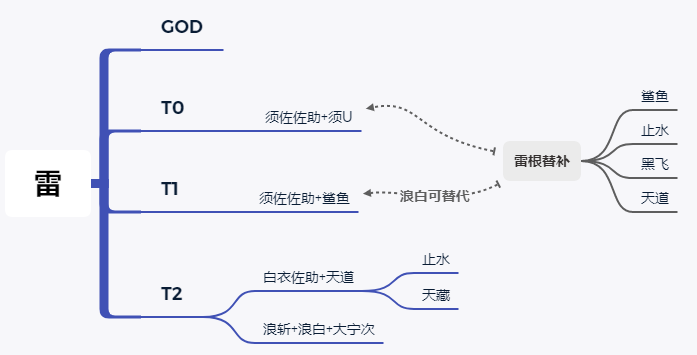 雷
GOD
T0
须佐佐助+须U
T1
须佐佐助+鲨鱼
T2
白衣佐助+天道
止水
天藏
浪斩+浪白+大宁次
浪白可替代
雷根替补
鲨鱼
止水
黑飞
天道